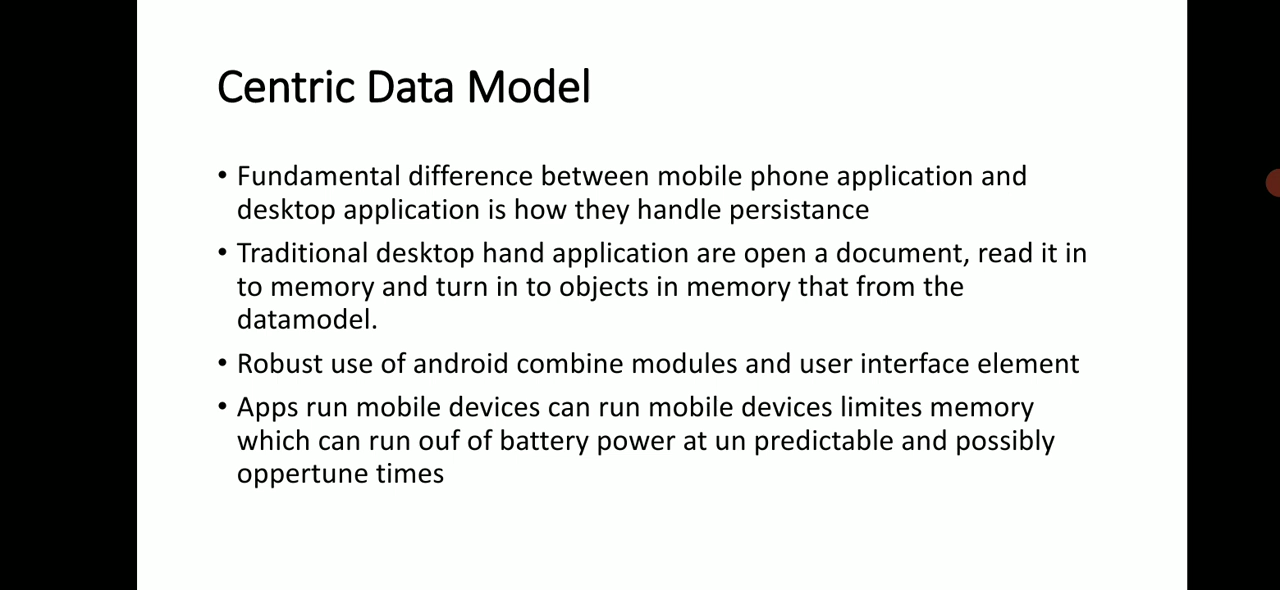 Centric Data Model
• Fundamental difference between mobile phone application and
desktop application is how they handle persistance
• Traditional desktop hand application are open a document, read it in
to memory and turn in to objects in memory that from the
datamodel.
• Robust use of android combine modules and user interface element
• Apps run mobile devices can run mobile devices limites memory
which can run ouf of battery power at un predictable and possibly
oppertune times